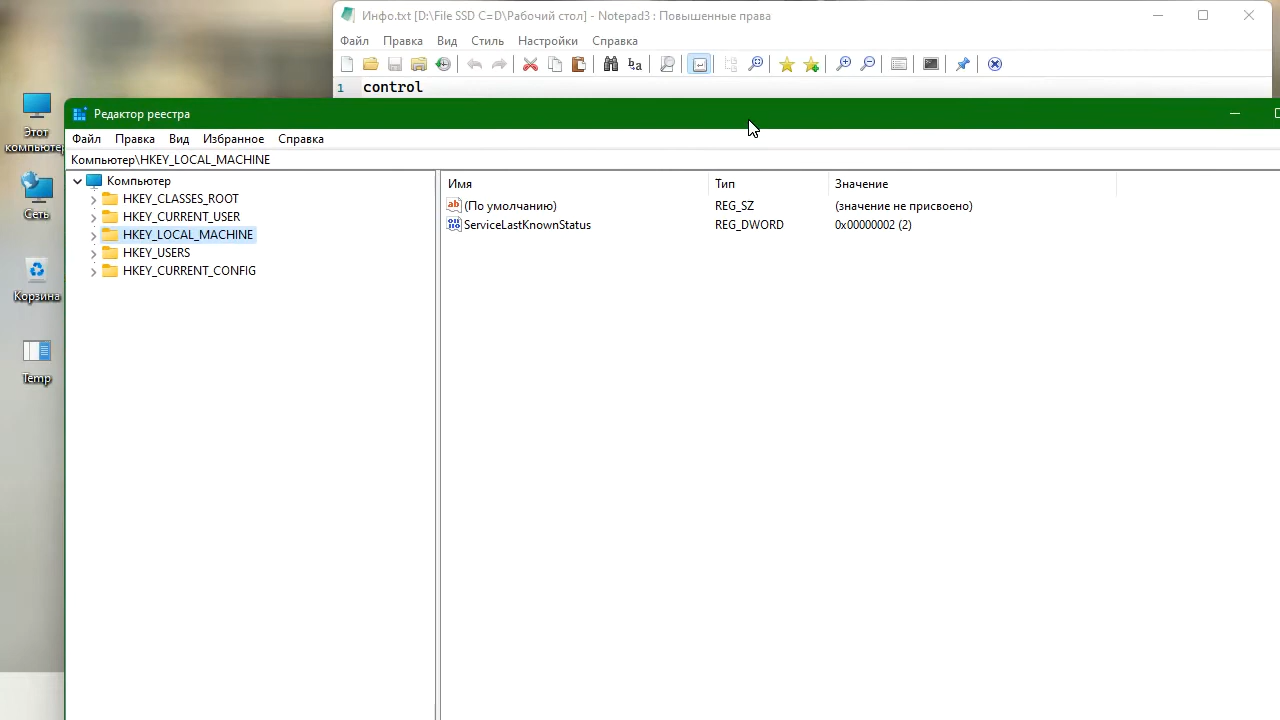 Инфо.txt [D:\File SSD C=D\Рабочий стол] - Notepad3 : Повышенные права
Файл Правка Вид Стиль Настройки Справка
1 control
Редактор реестра
Файл Правка Вид Избранное Справка
Компьютер\HKEY_LOCAL_MACHINE
Компьютер
HKEY_CLASSES_ROOT
HKEY_CURRENT_USER
HKEY_LOCAL_MACHINE
HKEY_USERS
HKEY_CURRENT_CONFIG
Имя Тип Значение
(По умолчанию) REG_SZ (значение не присвоено)
ServiceLastKnownStatus REG_DWORD 0x00000002 (2)
Этот
компьютер
Сеть
Корзина
Temp